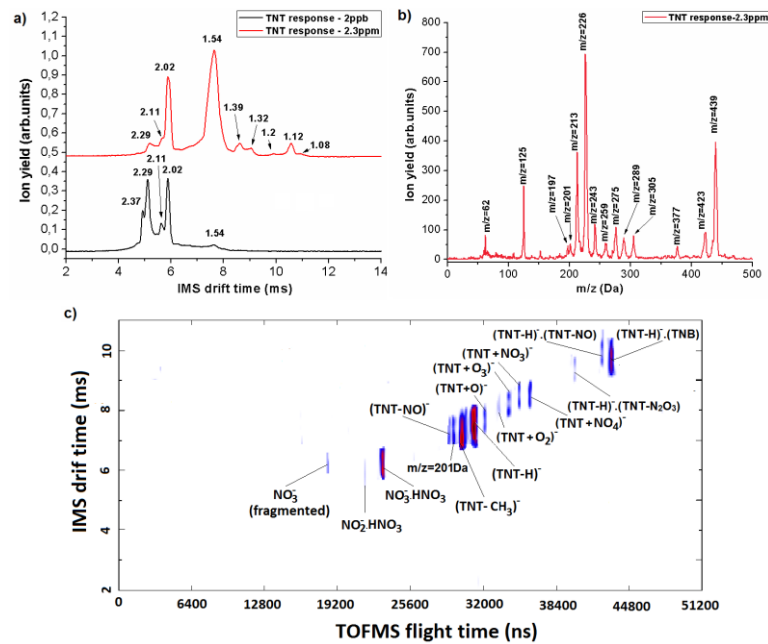 a)
TNT response - 2ppb
TNT response - 2.3ppm
1.54
2.02
2.11
2.29
1.39
1.32
1.2
1.12
1.08
2.37
2.29
2.11
2.02
1.54
Ion yield (arb.units)
1,2
1,1
1,0
0,9
0,8
0,7
0,6
0,5
0,4
0,3
0,2
0,1
0,0
2 4 6 8 10 12 14
IMS drift time (ms)
b)
TNT response-2.3ppm
m/z=62
m/z=125
m/z=197
m/z=201
m/z=213
m/z=226
m/z=243
m/z=259
m/z=275
m/z=289
m/z=305
m/z=377
m/z=423
m/z=439
Ion yield (arb.units)
800
700
600
500
400
300
200
100
0
0 100 200 300 400 500
m/z (Da)
c)
(TNT-H)⁻.(TNT-NO)
(TNT-H)⁻.(TNB)
(TNT+NO₃)⁻
(TNT+O₃)⁻
(TNT+O)⁻
(TNT-NO)⁻
(TNT-H)⁻.(TNT-N₂O₃)
(TNT+NO₄)⁻
(TNT+O₂)⁻
(TNT-H)⁻
m/z=201Da
(TNT-CH₃)⁻
NO₃⁻
(fragmented)
NO₃⁻.HNO₃
NO₂⁻.HNO₃
IMS drif time (ms)
10
8
6
4
2
0 6400 12800 19200 25600 32000 38400 44800 51200
TOFMS flight time (ns)